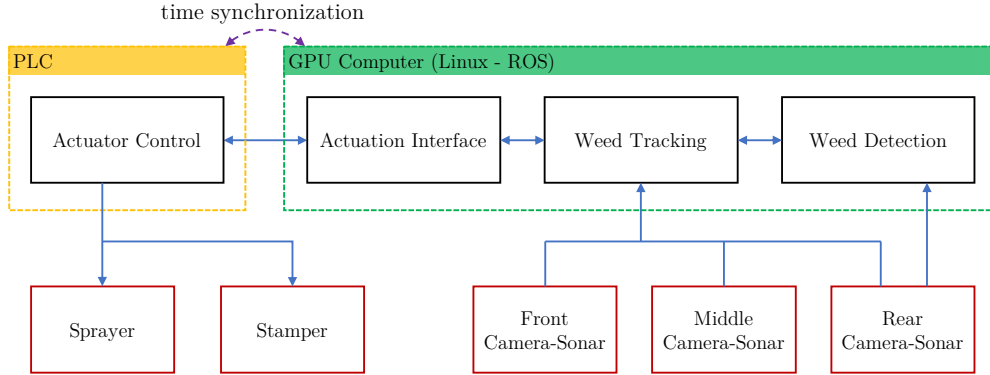 time synchronization
PLC
GPU Computer (Linux - ROS)
Actuator Control
Actuation Interface
Weed Tracking
Weed Detection
Sprayer
Stamper
Front
Camera-Sonar
Middle
Camera-Sonar
Rear
Camera-Sonar